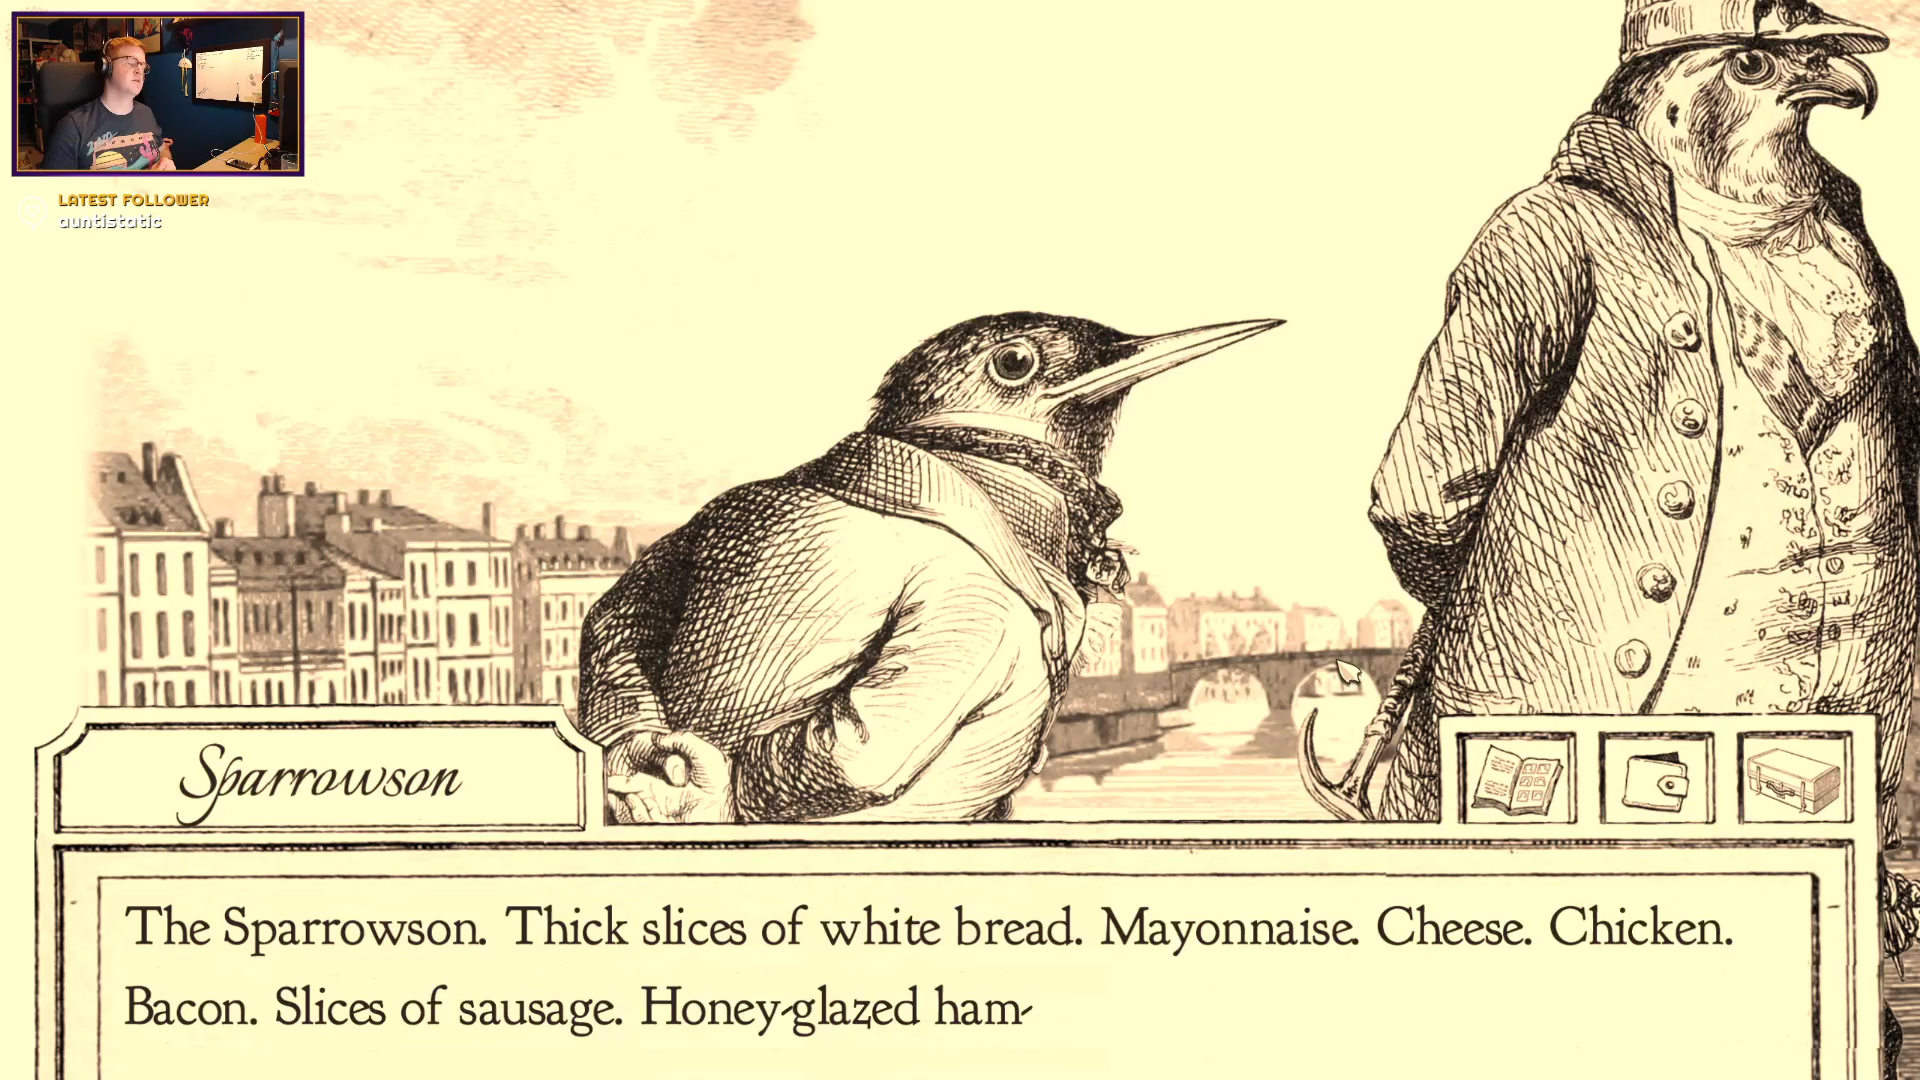 LATEST FOLLOWER
auntistatic
Sparrowson
The Sparrowson. Thick slices of white bread. Mayonnaise. Cheese. Chicken.
Bacon. Slices of sausage. Honey-glazed ham-